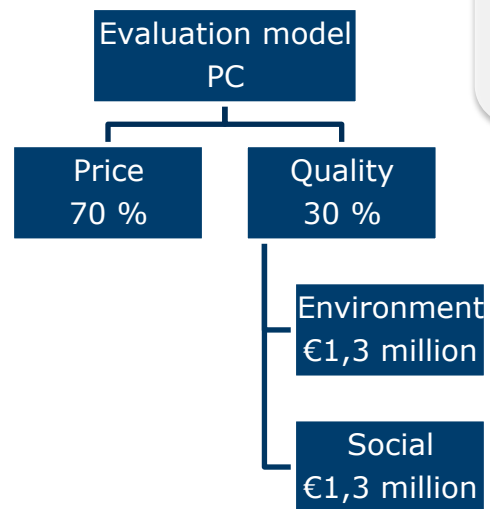 Evaluation model
PC
Price
70 %
Quality
30 %
Environment
€1,3 million
Social
€1,3 million